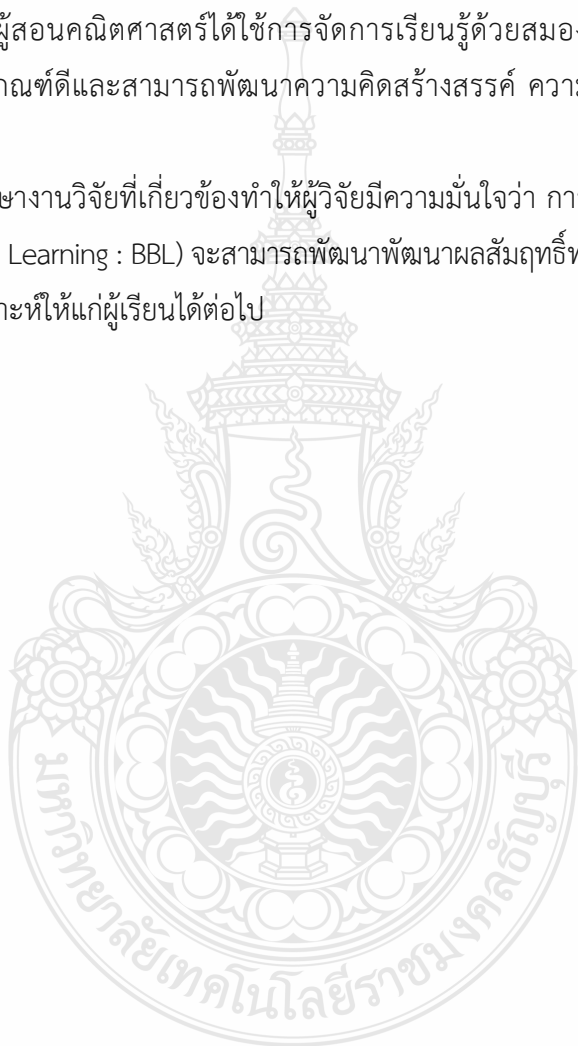 ผู้สอนคณิตศาสตร์ได้ใช้การจัดการเรียนรู้ด้วยสมอง
ณฑ์ดีและสามารถพัฒนาความคิดสร้างสรรค์ ความ
ษางานวิจัยที่เกี่ยวข้องทำให้ผู้วิจัยมีความมั่นใจว่า การ
Learning : BBL) จะสามารถพัฒนาพัฒนาผลสัมฤทธิ์ท
าะห์ให้แก่ผู้เรียนได้ต่อไป
มหาวิทยาลัยเทคโนโลยีราชมงคลธัญบุรี